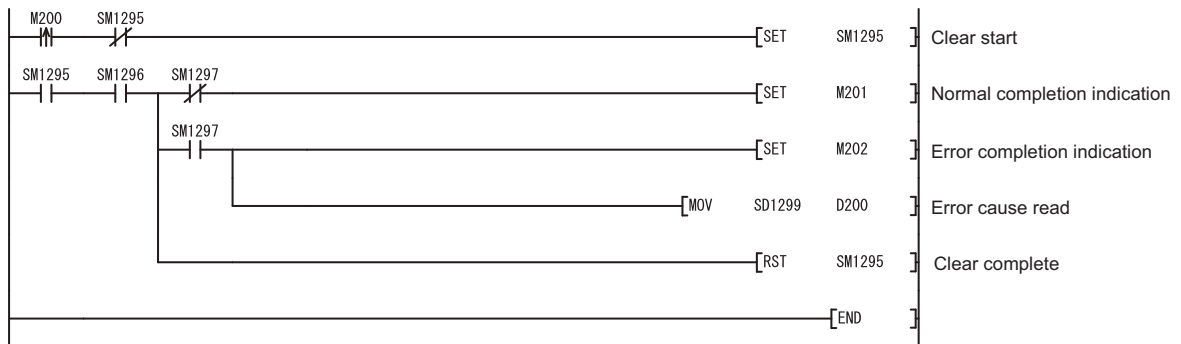 M200 SM1295
SET SM1295 Clear start
SM1295 SM1296 SM1297
SET M201 Normal completion indication
SM1297
SET M202 Error completion indication
MOV SD1299 D200 Error cause read
RST SM1295 Clear complete
END